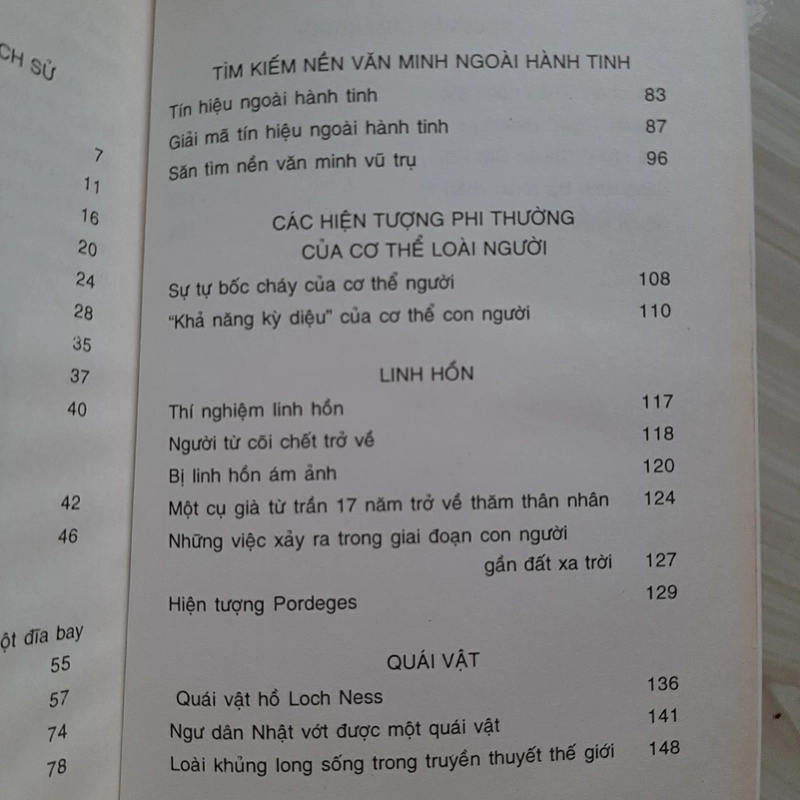 CH SỬ
7
11
16
20
24
28
35
37
40
42
46
ột đĩa bay
55
57
74
78
TÌM KIẾM NỀN VĂN MINH NGOÀI HÀNH TINH
Tín hiệu ngoài hành tinh 83
Giải mã tín hiệu ngoài hành tinh 87
Săn tìm nền văn minh vũ trụ 96
CÁC HIỆN TƯỢNG PHI THƯỜNG
CỦA CƠ THỂ LOÀI NGƯỜI
Sự tự bốc cháy của cơ thể người 108
“Khả năng kỳ diệu” của cơ thể con người 110
LINH HỒN
Thí nghiệm linh hồn 117
Người từ cõi chết trở về 118
Bị linh hồn ám ảnh 120
Một cụ già từ trần 17 năm trở về thăm thân nhân 124
Những việc xảy ra trong giai đoạn con người
gần đất xa trời 127
Hiện tượng Pordeges 129
QUÁI VẬT
Quái vật hồ Loch Ness 136
Ngư dân Nhật vớt được một quái vật 141
Loài khủng long sống trong truyền thuyết thế giới 148